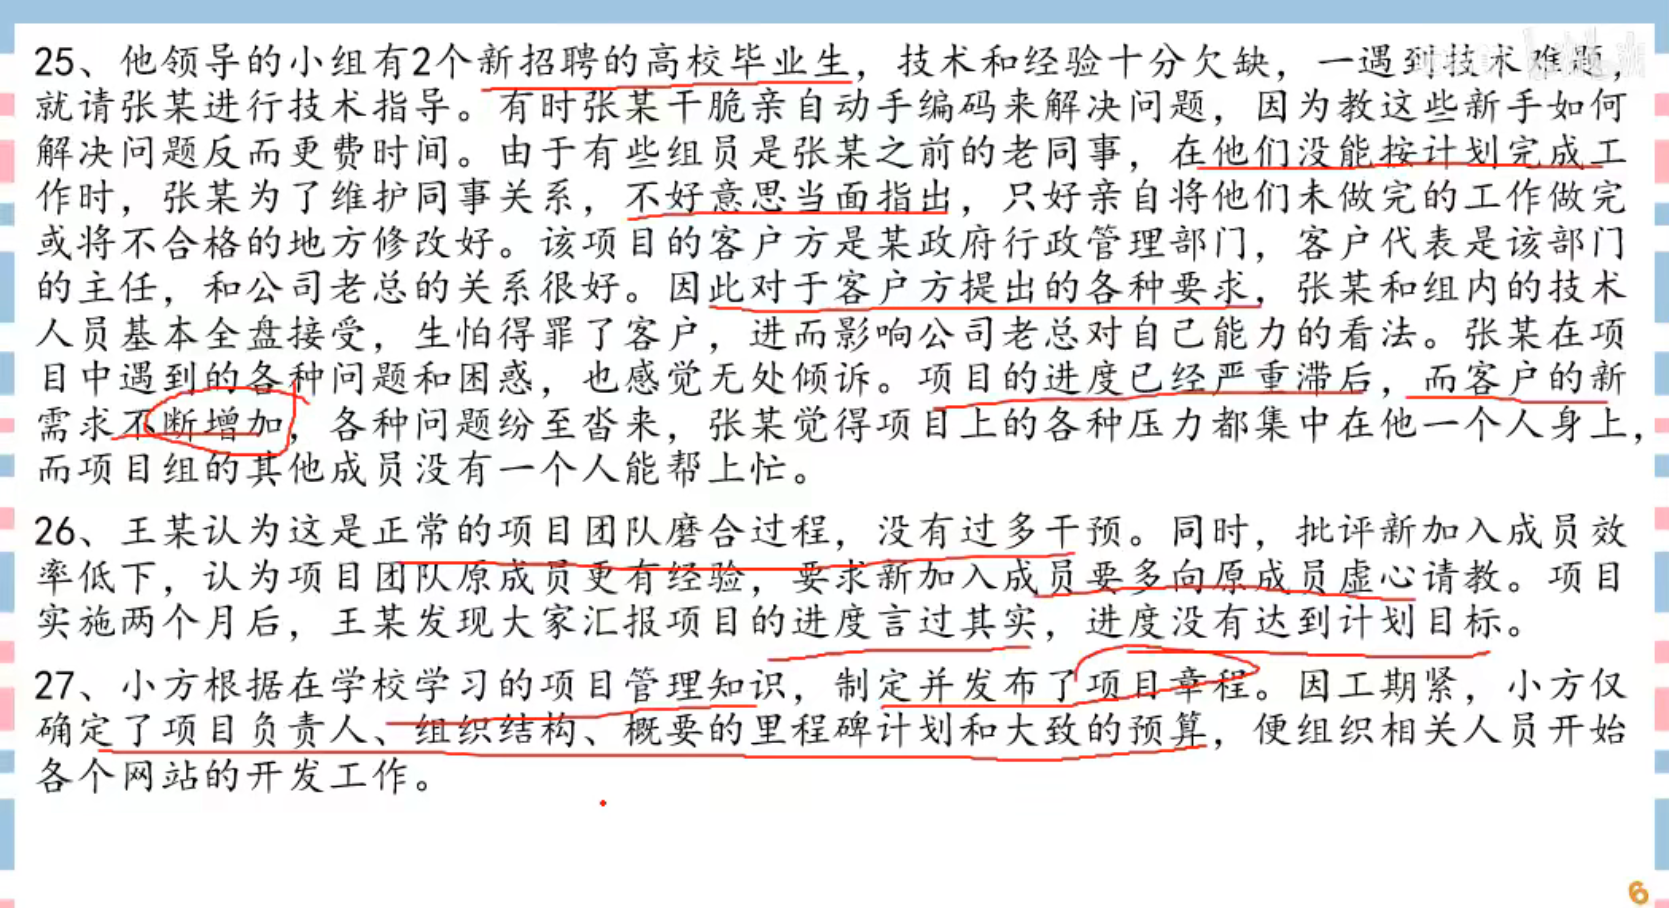 25、他领导的小组有2个新招聘的高校毕业生，技术和经验十分欠缺，一遇到技术难题，
就请张某进行技术指导。有时张某干脆亲自动手编码来解决问题，因为教这些新手如何
解决问题反而更费时间。由于有些组员是张某之前的老同事，在他们没能按计划完成工
作时，张某为了维护同事关系，不好意思当面指出，只好亲自将他们未做完的工作做完
或将不合格的地方修改好。该项目的客户方是某政府行政管理部门，客户代表是该部门
的主任，和公司老总的关系很好。因此对于客户方提出的各种要求，张某和组内的技术
人员基本全盘接受，生怕得罪了客户，进而影响公司老总对自己能力的看法。张某在项
目中遇到的各种问题和困惑，也感觉无处倾诉。项目的进度已经严重滞后，而客户的新
需求不断增加，各种问题纷至沓来，张某觉得项目上的各种压力都集中在他一个人身上，
而项目组的其他成员没有一个人能帮上忙。
26、王某认为这是正常的项目团队磨合过程，没有过多干预。同时，批评新加入成员效
率低下，认为项目团队原成员更有经验，要求新加入成员要多向原成员虚心请教。项目
实施两个月后，王某发现大家汇报项目的进度言过其实，进度没有达到计划目标。
27、小方根据在学校学习的项目管理知识，制定并发布了项目章程。因工期紧，小方仅
确定了项目负责人、组织结构、概要的里程碑计划和大致的预算，便组织相关人员开始
各个网站的开发工作。
6